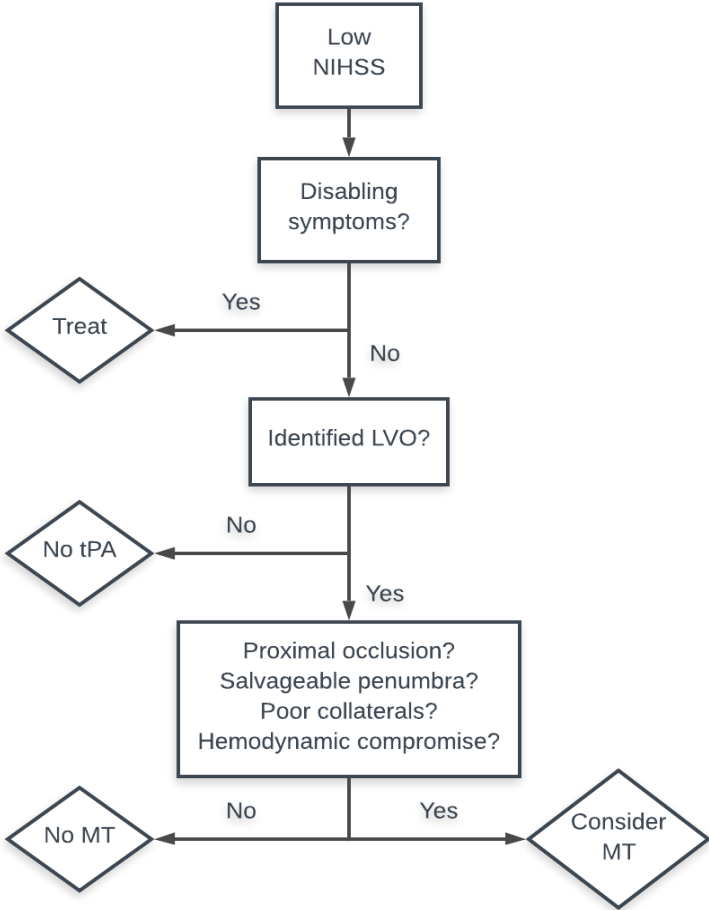 Low
NIHSS
Disabling
symptoms?
Yes
Treat
No
Identified LVO?
No
No tPA
Yes
Proximal occlusion?
Salvageable penumbra?
Poor collaterals?
Hemodynamic compromise?
No
Yes
No MT
Consider
MT